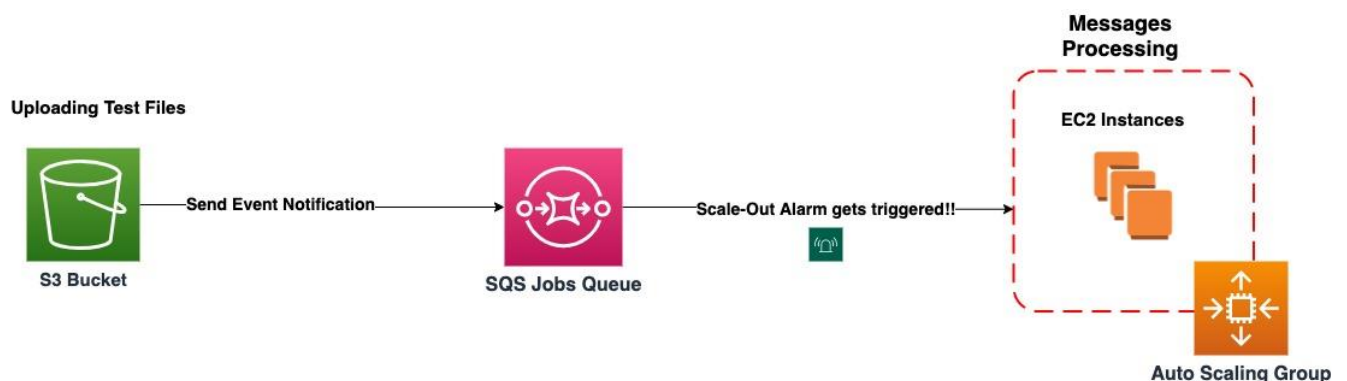 Uploading Test Files
S3 Bucket
Send Event Notification
SQS Jobs Queue
Scale-Out Alarm gets triggered!!
Messages
Processing
EC2 Instances
Auto Scaling Group